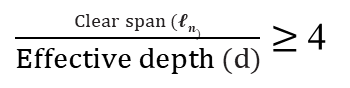 Clear span (ℓₙ)
Effective depth (d) ≥ 4